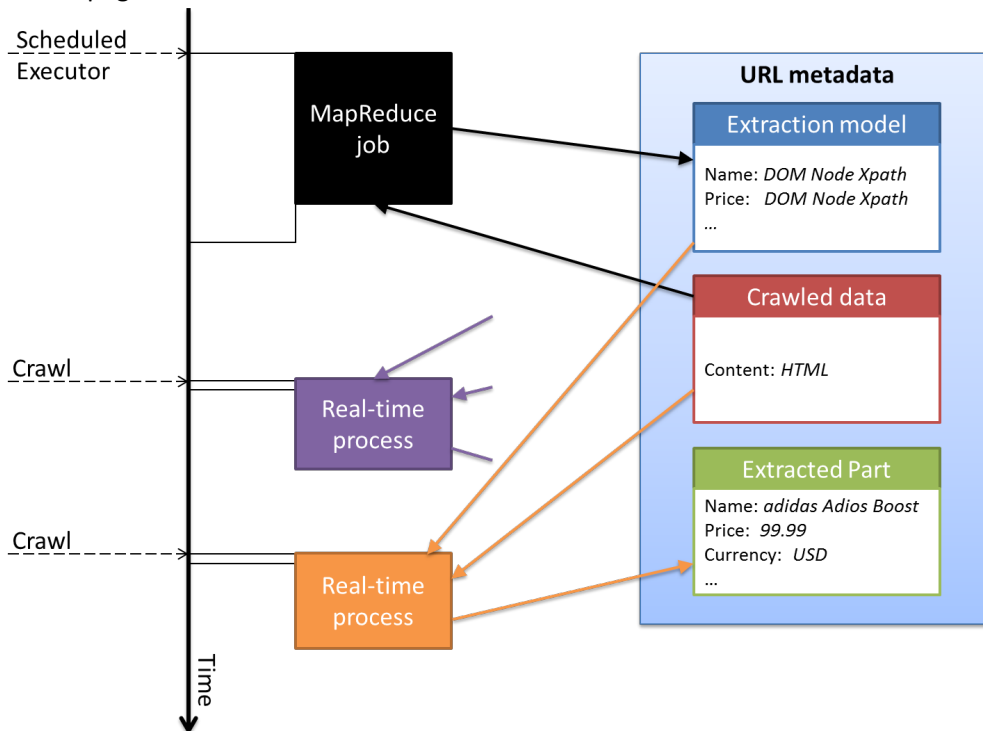 Scheduled
Executor
MapReduce
job
URL metadata
Extraction model
Name: DOM Node Xpath
Price: DOM Node Xpath
...
Crawled data
Content: HTML
Crawl
Real-time
process
Extracted Part
Name: adidas Adios Boost
Price: 99.99
Currency: USD
...
Crawl
Real-time
process
Time